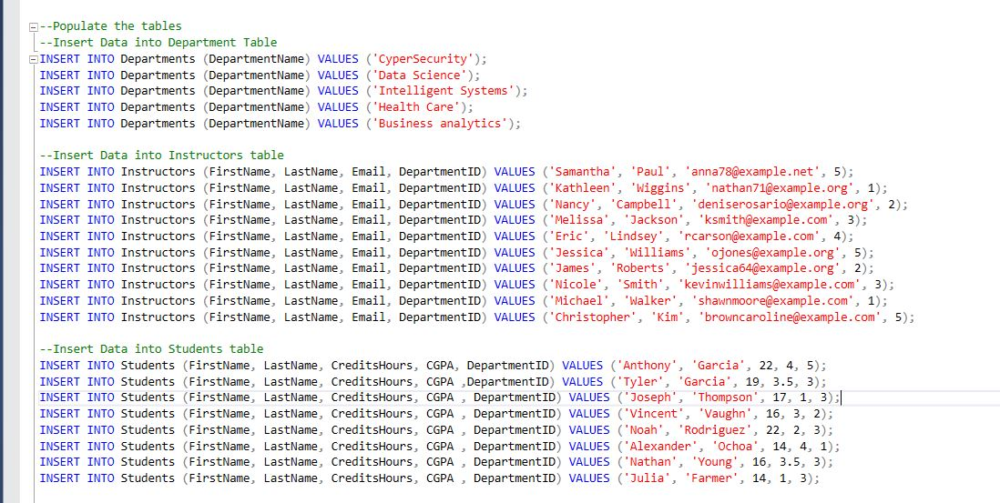 --Populate the tables
--Insert Data into Department Table
INSERT INTO Departments (DepartmentName) VALUES ('CyperSecurity');
INSERT INTO Departments (DepartmentName) VALUES ('Data Science');
INSERT INTO Departments (DepartmentName) VALUES ('Intelligent Systems');
INSERT INTO Departments (DepartmentName) VALUES ('Health Care');
INSERT INTO Departments (DepartmentName) VALUES ('Business analytics');
--Insert Data into Instructors table
INSERT INTO Instructors (FirstName, LastName, Email, DepartmentID) VALUES ('Samantha', 'Paul', 'anna78@example.net', 5);
INSERT INTO Instructors (FirstName, LastName, Email, DepartmentID) VALUES ('Kathleen', 'Wiggins', 'nathan71@example.org', 1);
INSERT INTO Instructors (FirstName, LastName, Email, DepartmentID) VALUES ('Nancy', 'Campbell', 'deniserosario@example.org', 2);
INSERT INTO Instructors (FirstName, LastName, Email, DepartmentID) VALUES ('Melissa', 'Jackson', 'ksmith@example.com', 3);
INSERT INTO Instructors (FirstName, LastName, Email, DepartmentID) VALUES ('Eric', 'Lindsey', 'rcarson@example.com', 4);
INSERT INTO Instructors (FirstName, LastName, Email, DepartmentID) VALUES ('Jessica', 'Williams', 'ojones@example.org', 5);
INSERT INTO Instructors (FirstName, LastName, Email, DepartmentID) VALUES ('James', 'Roberts', 'jessica64@example.org', 2);
INSERT INTO Instructors (FirstName, LastName, Email, DepartmentID) VALUES ('Nicole', 'Smith', 'kevinwilliams@example.com', 3);
INSERT INTO Instructors (FirstName, LastName, Email, DepartmentID) VALUES ('Michael', 'Walker', 'shawnmoore@example.com', 1);
INSERT INTO Instructors (FirstName, LastName, Email, DepartmentID) VALUES ('Christopher', 'Kim', 'browncaroline@example.com', 5);
--Insert Data into Students table
INSERT INTO Students (FirstName, LastName, CreditsHours, CGPA, DepartmentID) VALUES ('Anthony', 'Garcia', 22, 4, 5);
INSERT INTO Students (FirstName, LastName, CreditsHours, CGPA ,DepartmentID) VALUES ('Tyler', 'Garcia', 19, 3.5, 3);
INSERT INTO Students (FirstName, LastName, CreditsHours, CGPA , DepartmentID) VALUES ('Joseph', 'Thompson', 17, 1, 3);
INSERT INTO Students (FirstName, LastName, CreditsHours, CGPA , DepartmentID) VALUES ('Vincent', 'Vaughn', 16, 3, 2);
INSERT INTO Students (FirstName, LastName, CreditsHours, CGPA , DepartmentID) VALUES ('Noah', 'Rodriguez', 22, 2, 3);
INSERT INTO Students (FirstName, LastName, CreditsHours, CGPA , DepartmentID) VALUES ('Alexander', 'Ochoa', 14, 4, 1);
INSERT INTO Students (FirstName, LastName, CreditsHours, CGPA , DepartmentID) VALUES ('Nathan', 'Young', 16, 3.5, 3);
INSERT INTO Students (FirstName, LastName, CreditsHours, CGPA , DepartmentID) VALUES ('Julia', 'Farmer', 14, 1, 3);